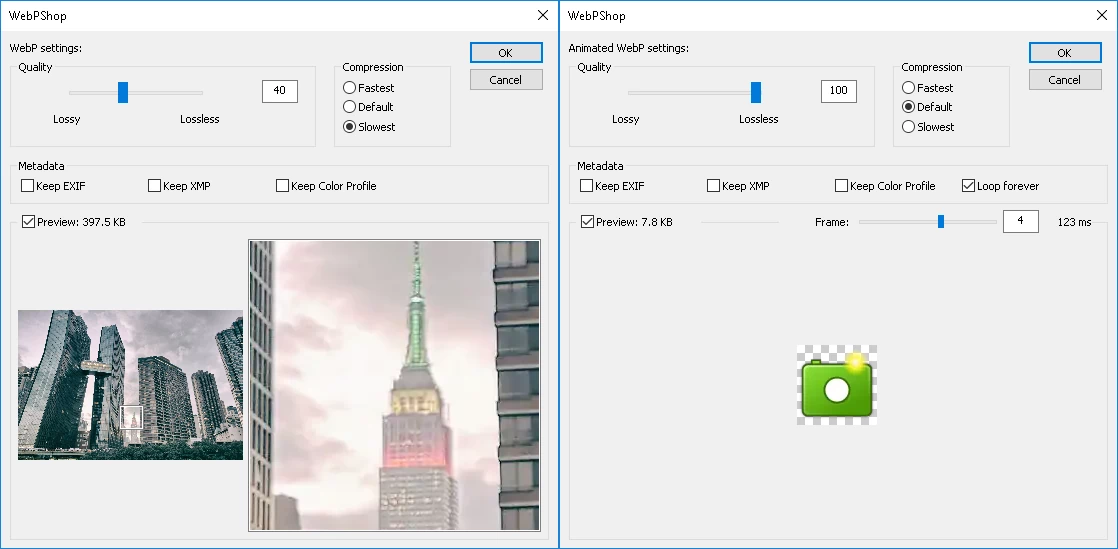 WebPShop
WebP settings:
OK
Quality
Compression
Cancel
40
Fastest
Default
Lossy
Lossless
Slowest
Metadata
Keep EXIF
Keep XMP
Keep Color Profile
Preview: 397.5 KB
WebPShop
Animated WebP settings:
OK
Quality
Compression
Cancel
100
Fastest
Default
Lossy
Lossless
Slowest
Metadata
Keep EXIF
Keep XMP
Keep Color Profile
Loop forever
Preview: 7.8 KB
Frame:
4
123 ms